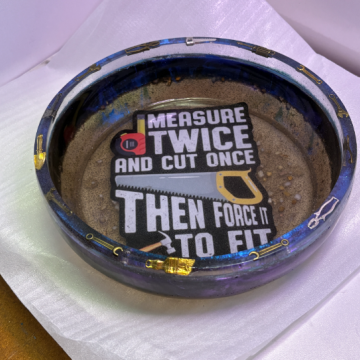 MEASURE
TWICE
AND CUT ONCE
THEN FORCE IT
TO FIT